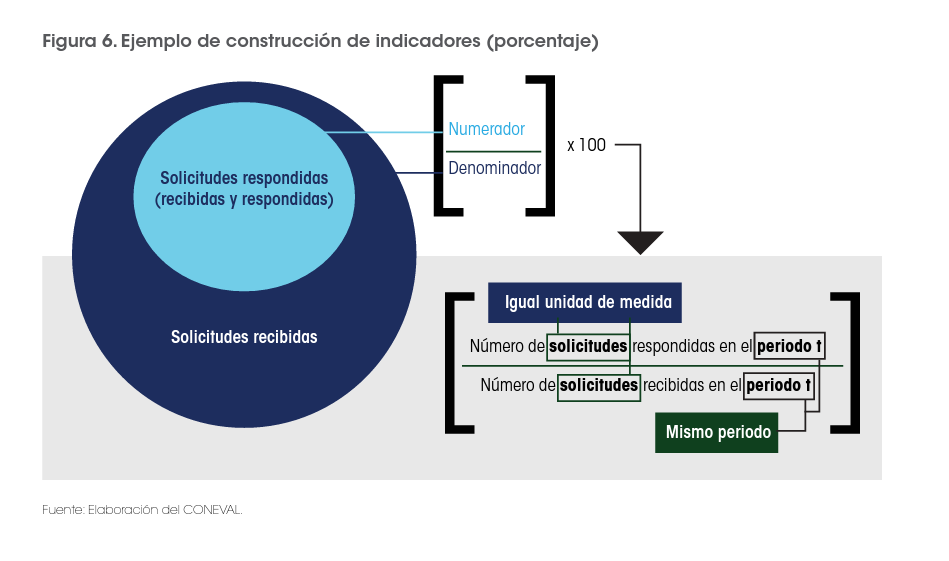 Figura 6. Ejemplo de construcción de indicadores (porcentaje)
Solicitudes respondidas
(recibidas y respondidas)
Solicitudes recibidas
Numerador
Denominador
x 100
Igual unidad de medida
Número de solicitudes respondidas en el periodo t
Número de solicitudes recibidas en el periodo t
Mismo periodo
Fuente: Elaboración del CONEVAL.